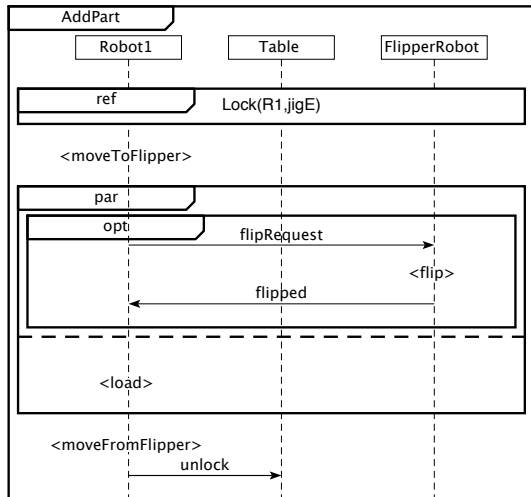 AddPart
Robot1 Table FlipperRobot
ref Lock(R1,jigE)
<moveToFlipper>
par
opt
flipRequest
<flip>
flipped
<load>
<moveFromFlipper>
unlock